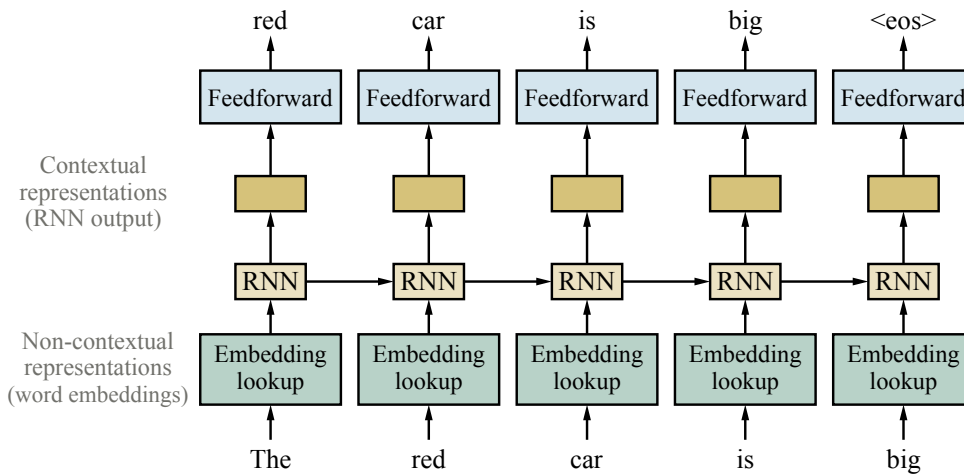 red car is big <eos>
Feedforward Feedforward Feedforward Feedforward Feedforward
Contextual
representations
(RNN output)
RNN RNN RNN RNN RNN
Non-contextual
representations
(word embeddings)
Embedding Embedding Embedding Embedding Embedding
lookup lookup lookup lookup lookup
The red car is big